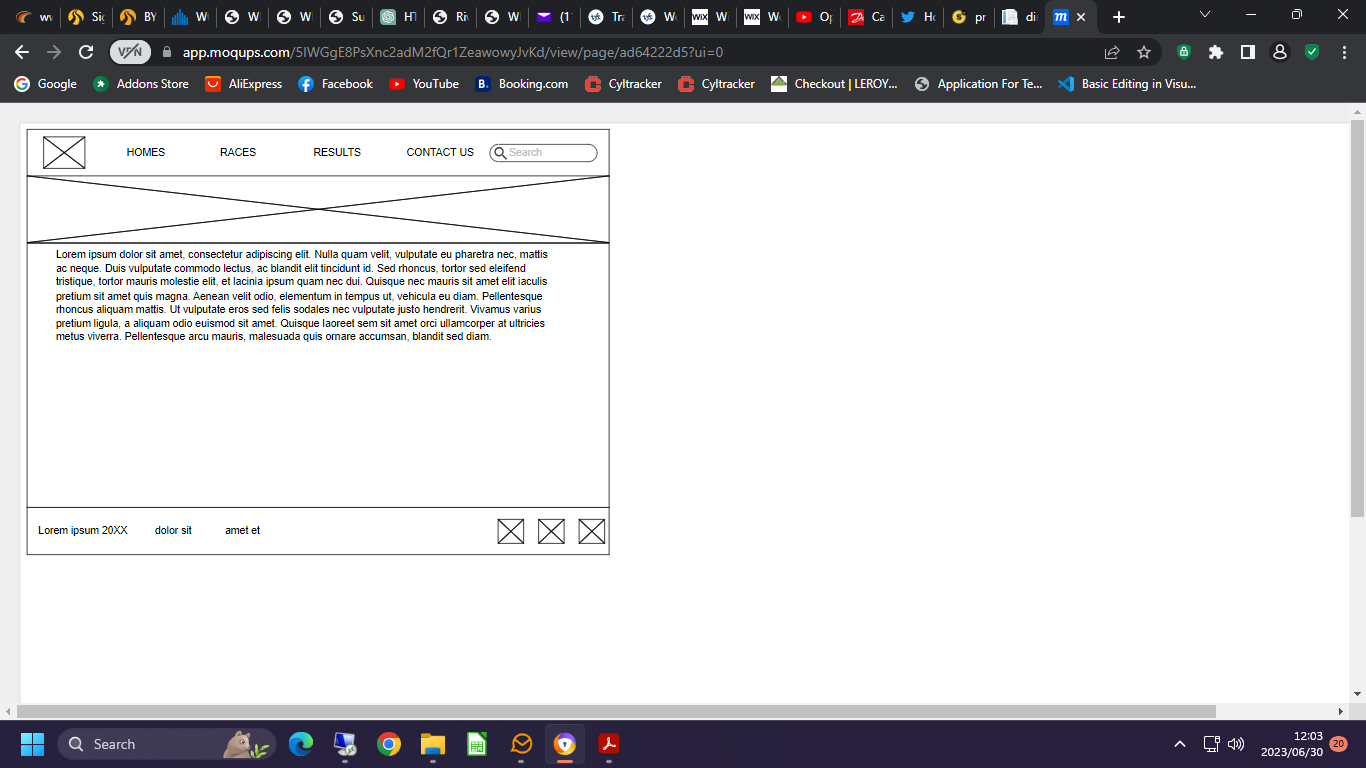 wv Sig BY W W W Su HT Riv W (1 Tra We WIX W WIX W Op Ca Ho pr di m
VPN app.moqups.com/5IWGgE8PsXnc2adM2fQr1ZeawowyJvKd/view/page/ad64222d5?ui=0
Google Addons Store AliExpress Facebook YouTube B. Booking.com Cyltracker Cyltracker Checkout | LEROY... Application For Te... Basic Editing in Visu...
HOMES RACES RESULTS CONTACT US Search
Lorem ipsum dolor sit amet, consectetur adipiscing elit. Nulla quam velit, vulputate eu pharetra nec, mattis
ac neque. Duis vulputate commodo lectus, ac blandit elit tincidunt id. Sed rhoncus, tortor sed eleifend
tristique, tortor mauris molestie elit, et lacinia ipsum quam nec dui. Quisque nec mauris sit amet elit iaculis
pretium sit amet quis magna. Aenean velit odio, elementum in tempus ut, vehicula eu diam. Pellentesque
rhoncus aliquam mattis. Ut vulputate eros sed felis sodales nec vulputate justo hendrerit. Vivamus varius
pretium ligula, a aliquam odio euismod sit amet. Quisque laoreet sem sit amet orci ullamcorper at ultricies
metus viverra. Pellentesque arcu mauris, malesuada quis ornare accumsan, blandit sed diam.
Lorem ipsum 20XX dolor sit amet et
Search
12:03
2023/06/30 20